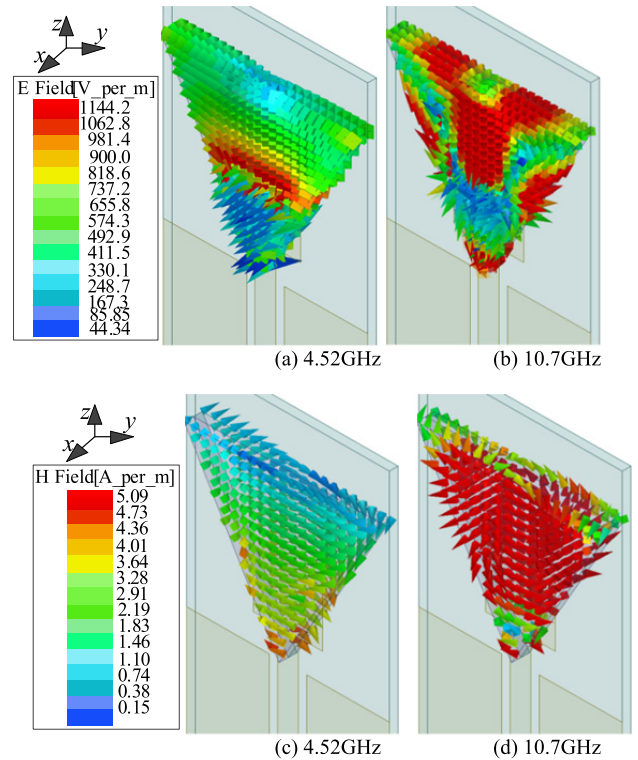 z
y
x
E Field[V_per_m]
1144.2
1062.8
981.4
900.0
818.6
737.2
655.8
574.3
492.9
411.5
330.1
248.7
167.3
85.85
44.34
(a) 4.52GHz
(b) 10.7GHz
z
y
x
H Field[A_per_m]
5.09
4.73
4.36
4.01
3.64
3.28
2.91
2.19
1.83
1.46
1.10
0.74
0.38
0.15
(c) 4.52GHz
(d) 10.7GHz